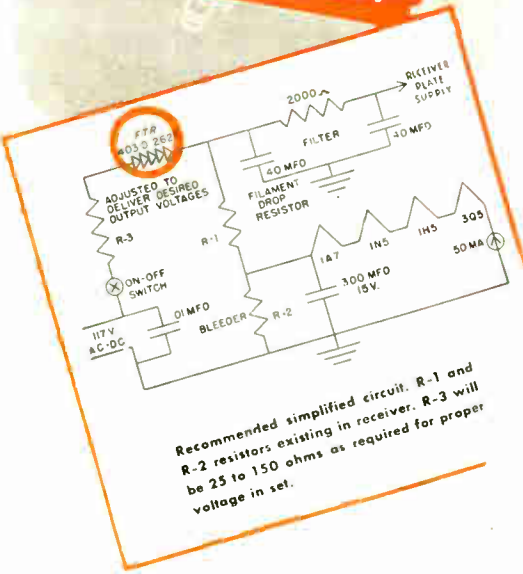 RECEIVER
PLATE
SUPPLY
2000
FTR
403 D 262
FILTER
40 MFD
40 MFD
ADJUSTED TO
DELIVER DESIRED
OUTPUT VOLTAGES
FILAMENT
DROP
RESISTOR
R-3
R-1
1A7
1N5
1H5
3Q5
50 MA
ON-OFF
SWITCH
300 MFD
15V.
.01 MFD
117V
AC-DC
BLEEDER
R-2
Recommended simplified circuit. R-1 and
R-2 resistors existing in receiver. R-3 will
be 25 to 150 ohms as required for proper
voltage in set.